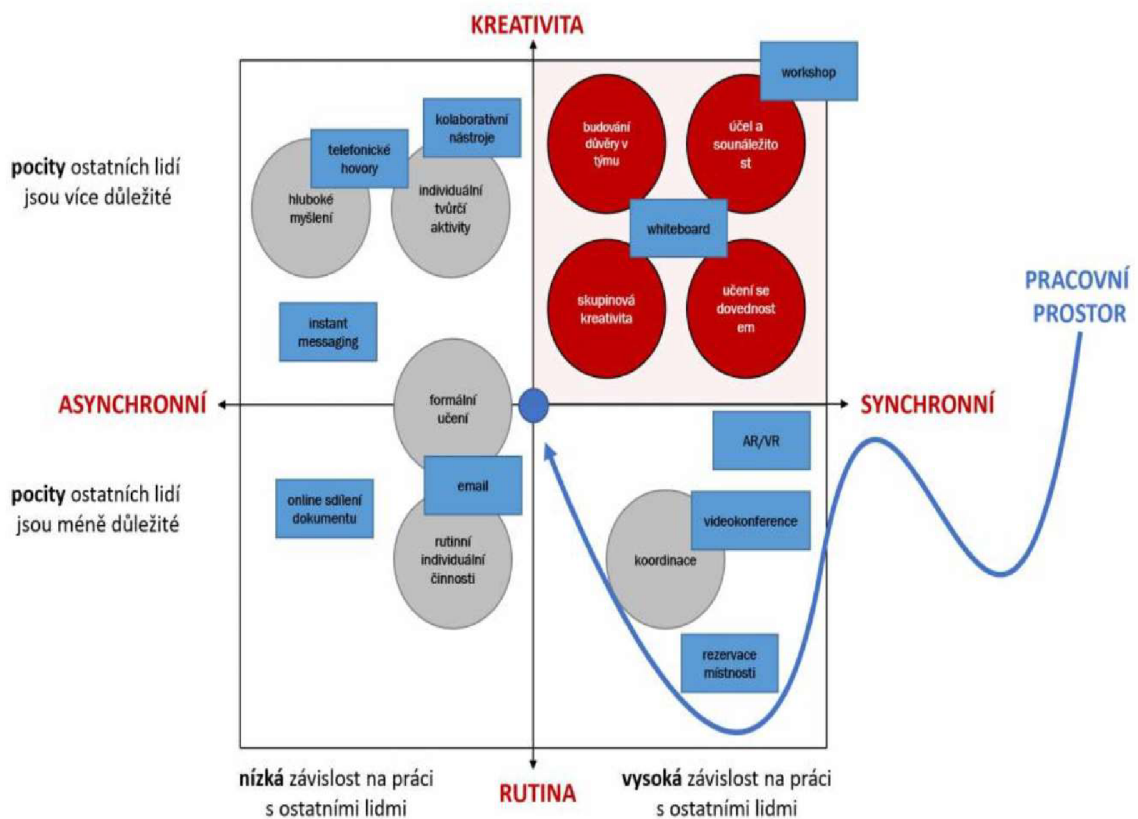 KREATIVITA
workshop
kolaborativní
nástroje
budování
důvěry v
týmu
účel a
sounáležito
st
telefonické
hovory
pocity ostatních lidí
jsou více důležité
hluboké
myšlení
individuální
tvůrčí
aktivity
whiteboard
skupinová
kreativita
učení se
dovednost
em
PRACOVNÍ
PROSTOR
instant
messaging
ASYNCHRONNÍ
formální
učení
SYNCHRONNÍ
AR/VR
pocity ostatních lidí
jsou méně důležité
online sdílení
dokumentu
email
videokonference
rutinní
individuální
činnosti
koordinace
rezervace
místnosti
nízká závislost na práci
s ostatními lidmi
RUTINA
vysoká závislost na práci
s ostatními lidmi